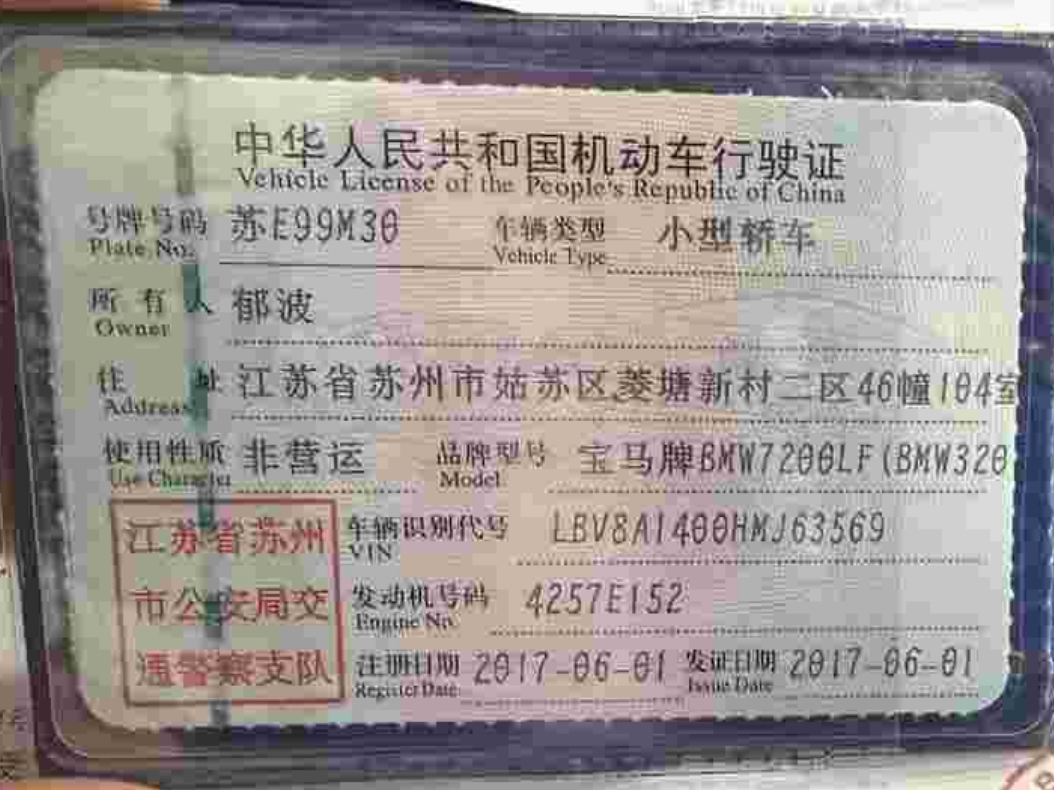 中华人民共和国机动车行驶证
Vehicle License of the People's Republic of China
号牌号码 苏E99M30 车辆类型 小型轿车
Plate No. Vehicle Type
所有人 郁波
Owner
住址 江苏省苏州市姑苏区菱塘新村二区46幢104室
Address
使用性质 非营运 品牌型号 宝马牌BMW7200LF(BMW320
Use Character Model
江苏省苏州 车辆识别代号 LBV8A1400HMJ63569
VIN
市公安局交 发动机号码 4257E152
Engine No.
通警察支队 注册日期 2017-06-01 发证日期 2017-06-01
Register Date Issue Date